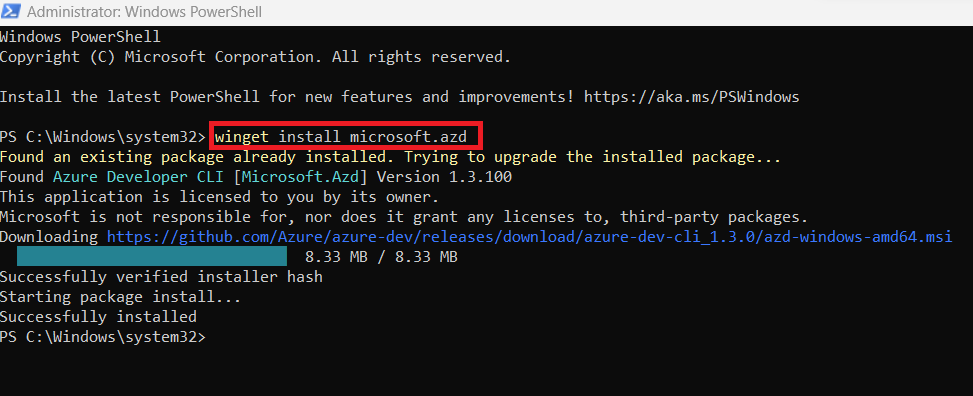 Administrator: Windows PowerShell
Windows PowerShell
Copyright (C) Microsoft Corporation. All rights reserved.
Install the latest PowerShell for new features and improvements! https://aka.ms/PSWindows
PS C:\Windows\system32> winget install microsoft.azd
Found an existing package already installed. Trying to upgrade the installed package...
Found Azure Developer CLI [Microsoft.Azd] Version 1.3.100
This application is licensed to you by its owner.
Microsoft is not responsible for, nor does it grant any licenses to, third-party packages.
Downloading https://github.com/Azure/azure-dev/releases/download/azure-dev-cli_1.3.0/azd-windows-amd64.msi
8.33 MB / 8.33 MB
Successfully verified installer hash
Starting package install...
Successfully installed
PS C:\Windows\system32>